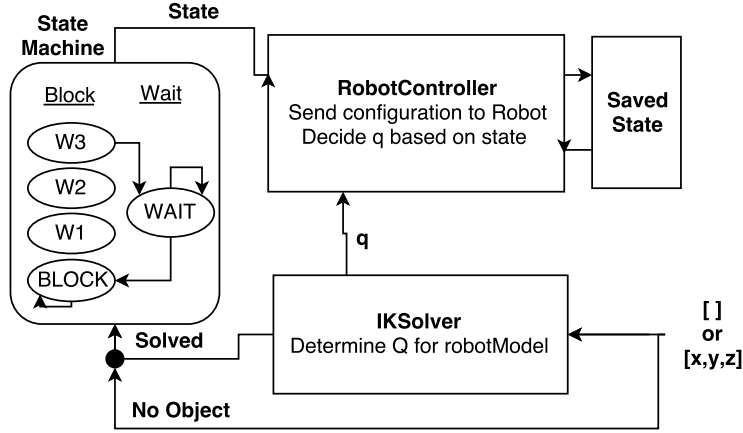 State
Machine
State
Block
Wait
W3
W2
W1
BLOCK
WAIT
RobotController
Send configuration to Robot
Decide q based on state
Saved
State
q
IKSolver
Determine Q for robotModel
[ ]
or
[x,y,z]
Solved
No Object